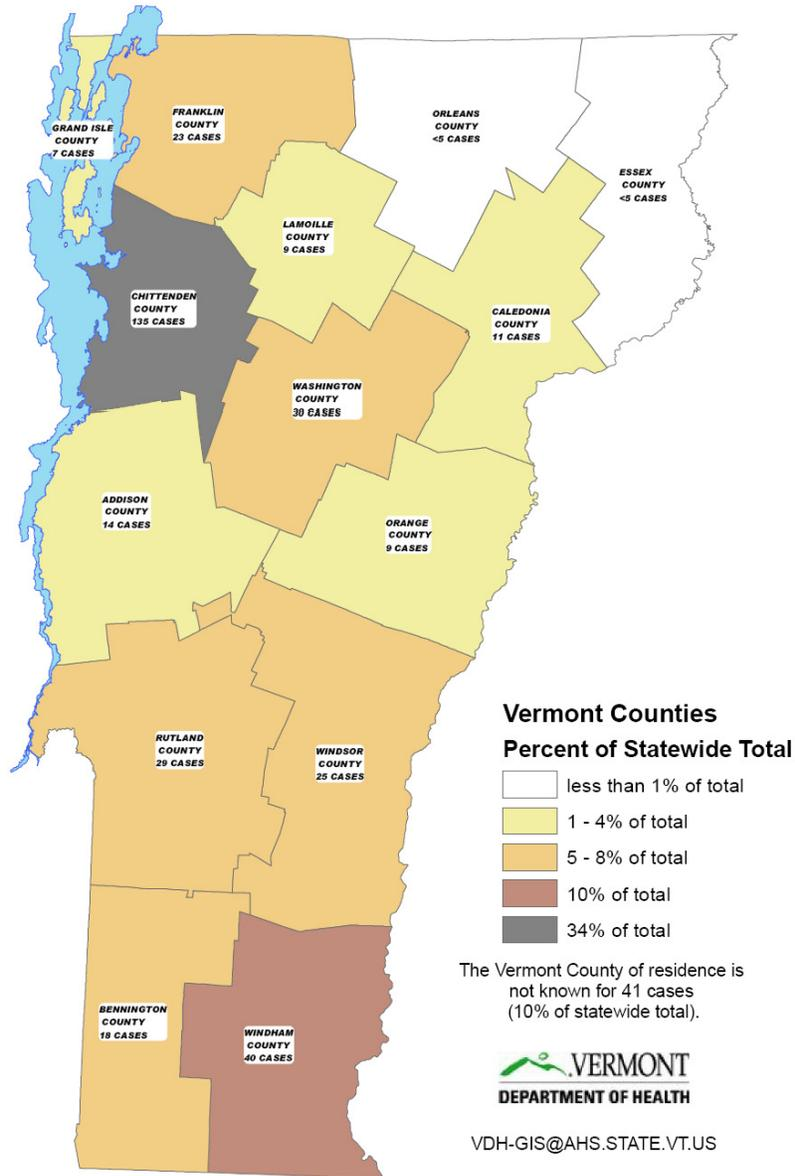 FRANKLIN
COUNTY
23 CASES
ORLEANS
COUNTY
<5 CASES
GRAND ISLE
COUNTY
7 CASES
ESSEX
COUNTY
<5 CASES
LAMOILLE
COUNTY
9 CASES
CHITTENDEN
COUNTY
135 CASES
CALEDONIA
COUNTY
11 CASES
WASHINGTON
COUNTY
30 CASES
ADDISON
COUNTY
14 CASES
ORANGE
COUNTY
9 CASES
RUTLAND
COUNTY
29 CASES
WINDSOR
COUNTY
25 CASES
BENNINGTON
COUNTY
18 CASES
WINDHAM
COUNTY
40 CASES
Vermont Counties
Percent of Statewide Total
less than 1% of total
1 - 4% of total
5 - 8% of total
10% of total
34% of total
The Vermont County of residence is
not known for 41 cases
(10% of statewide total).
VERMONT
DEPARTMENT OF HEALTH
VDH-GIS@AHS.STATE.VT.US